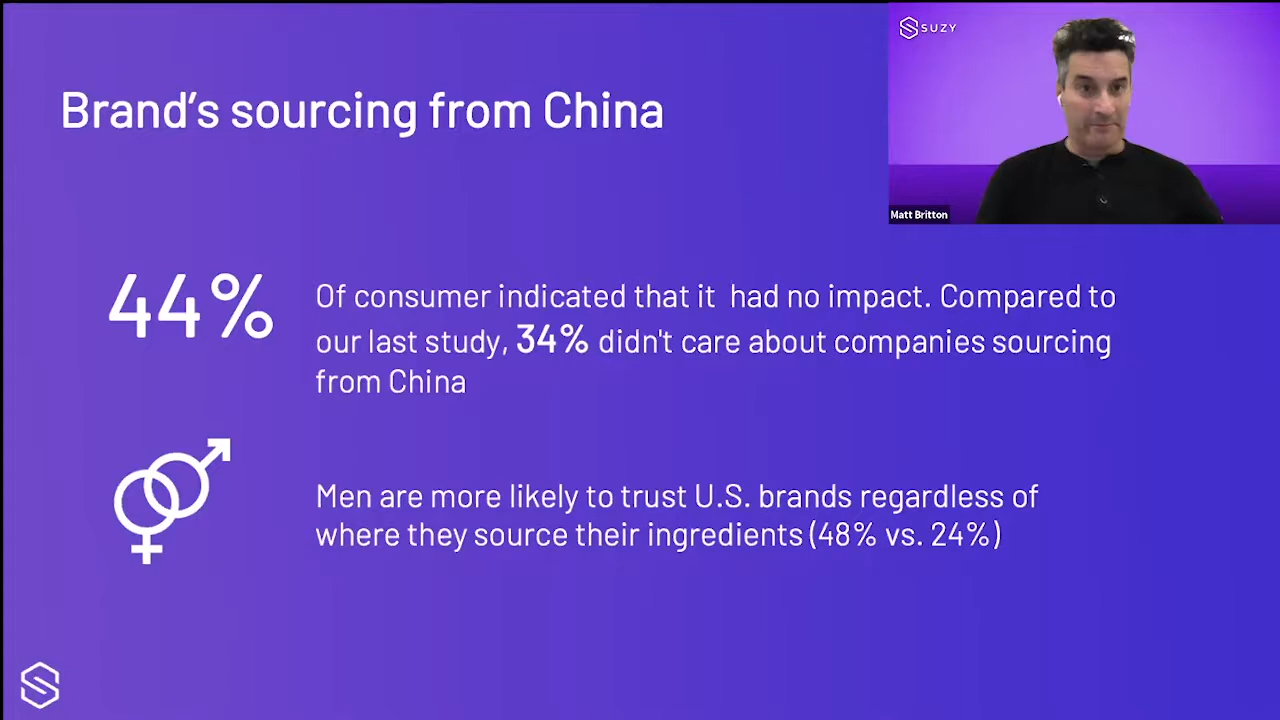 SUZY
Brand’s sourcing from China
Matt Britton
44%
Of consumer indicated that it had no impact. Compared to
our last study, 34% didn't care about companies sourcing
from China
Men are more likely to trust U.S. brands regardless of
where they source their ingredients (48% vs. 24%)